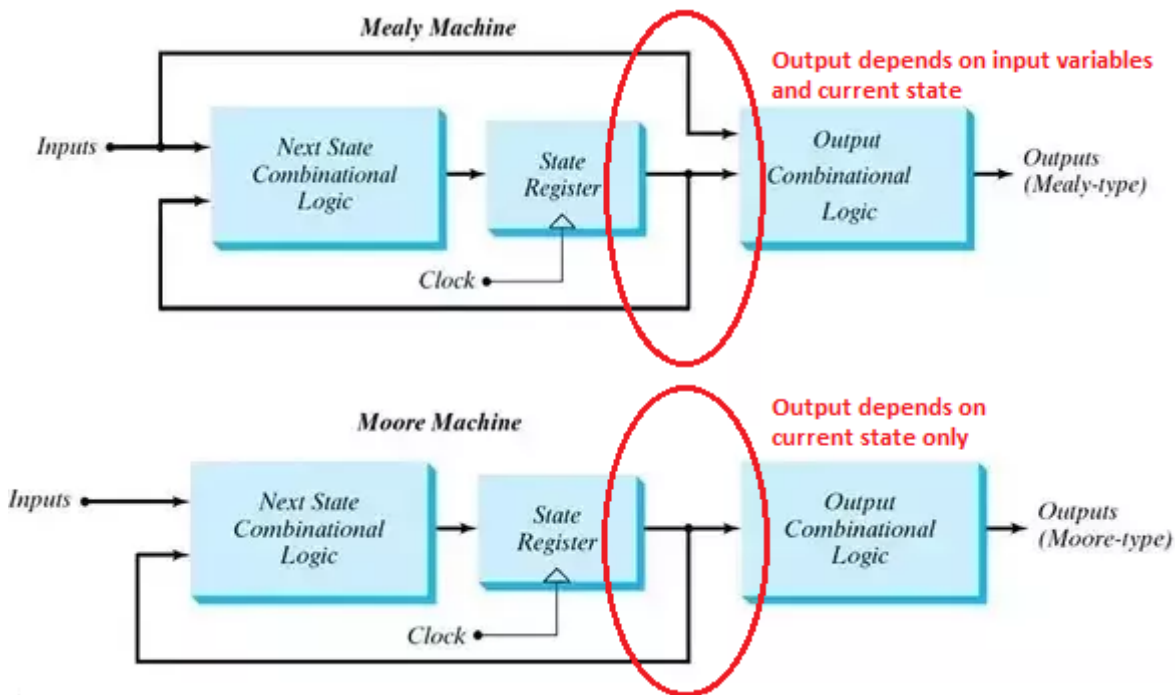 Mealy Machine
Output depends on input variables
and current state
Inputs
Next State
Combinational
Logic
State
Register
Clock
Output
Combinational
Logic
Outputs
(Mealy-type)
Moore Machine
Output depends on
current state only
Inputs
Next State
Combinational
Logic
State
Register
Clock
Output
Combinational
Logic
Outputs
(Moore-type)